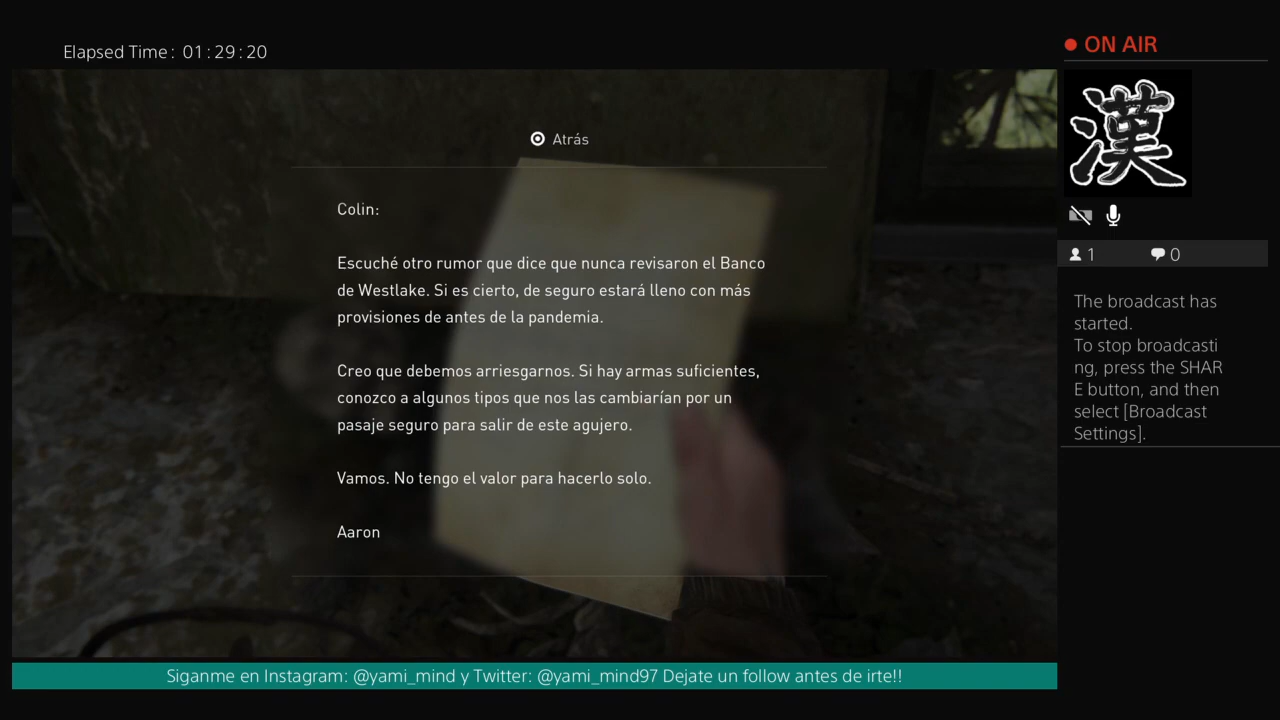 Elapsed Time: 01:29:20
ON AIR
漢
Atrás
1
0
Colin:
Escuché otro rumor que dice que nunca revisaron el Banco
de Westlake. Si es cierto, de seguro estará lleno con más
provisiones de antes de la pandemia.
Creo que debemos arriesgarnos. Si hay armas suficientes,
conozco a algunos tipos que nos las cambiarían por un
pasaje seguro para salir de este agujero.
Vamos. No tengo el valor para hacerlo solo.
Aaron
The broadcast has
started.
To stop broadcasti
ng, press the SHAR
E button, and then
select [Broadcast
Settings].
Siganme en Instagram: @yami_mind y Twitter: @yami_mind97 Dejate un follow antes de irte!!